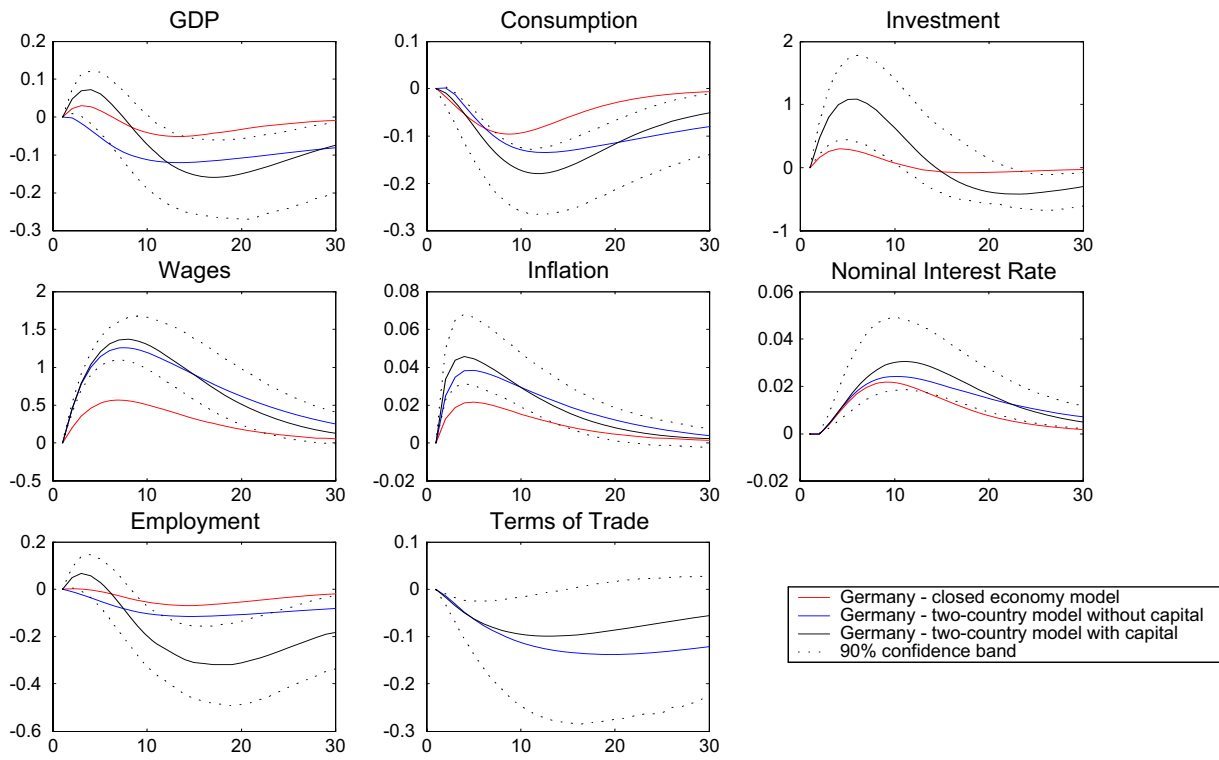 GDP
Consumption
Investment
0.2
0.1
0
-0.1
-0.2
-0.3
0 10 20 30
0.1
0
-0.1
-0.2
-0.3
0 10 20 30
2
1
0
-1
0 10 20 30
Wages
Inflation
Nominal Interest Rate
2
1.5
1
0.5
0
-0.5
0 10 20 30
0.08
0.06
0.04
0.02
0
-0.02
0 10 20 30
0.06
0.04
0.02
0
-0.02
0 10 20 30
Employment
Terms of Trade
0.2
0
-0.2
-0.4
-0.6
0 10 20 30
0.1
0
-0.1
-0.2
-0.3
0 10 20 30
Germany - closed economy model
Germany - two-country model without capital
Germany - two-country model with capital
90% confidence band